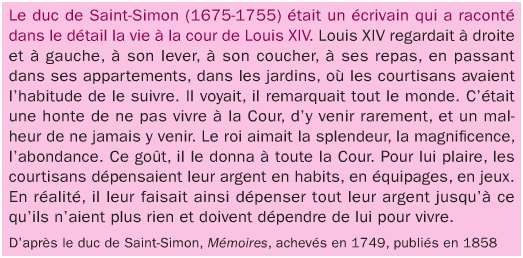 Le duc de Saint-Simon (1675-1755) était un écrivain qui a raconté
dans le détail la vie à la cour de Louis XIV. Louis XIV regardait à droite
et à gauche, à son lever, à son coucher, à ses repas, en passant
dans ses appartements, dans les jardins, où les courtisans avaient
l'habitude de le suivre. Il voyait, il remarquait tout le monde. C'était
une honte de ne pas vivre à la Cour, d'y venir rarement, et un mal-
heur de ne jamais y venir. Le roi aimait la splendeur, la magnificence,
l'abondance. Ce goût, il le donna à toute la Cour. Pour lui plaire, les
courtisans dépensaient leur argent en habits, en équipages, en jeux.
En réalité, il leur faisait ainsi dépenser tout leur argent jusqu'à ce
qu'ils n'aient plus rien et doivent dépendre de lui pour vivre.
D'après le duc de Saint-Simon, Mémoires, achevés en 1749, publiés en 1858